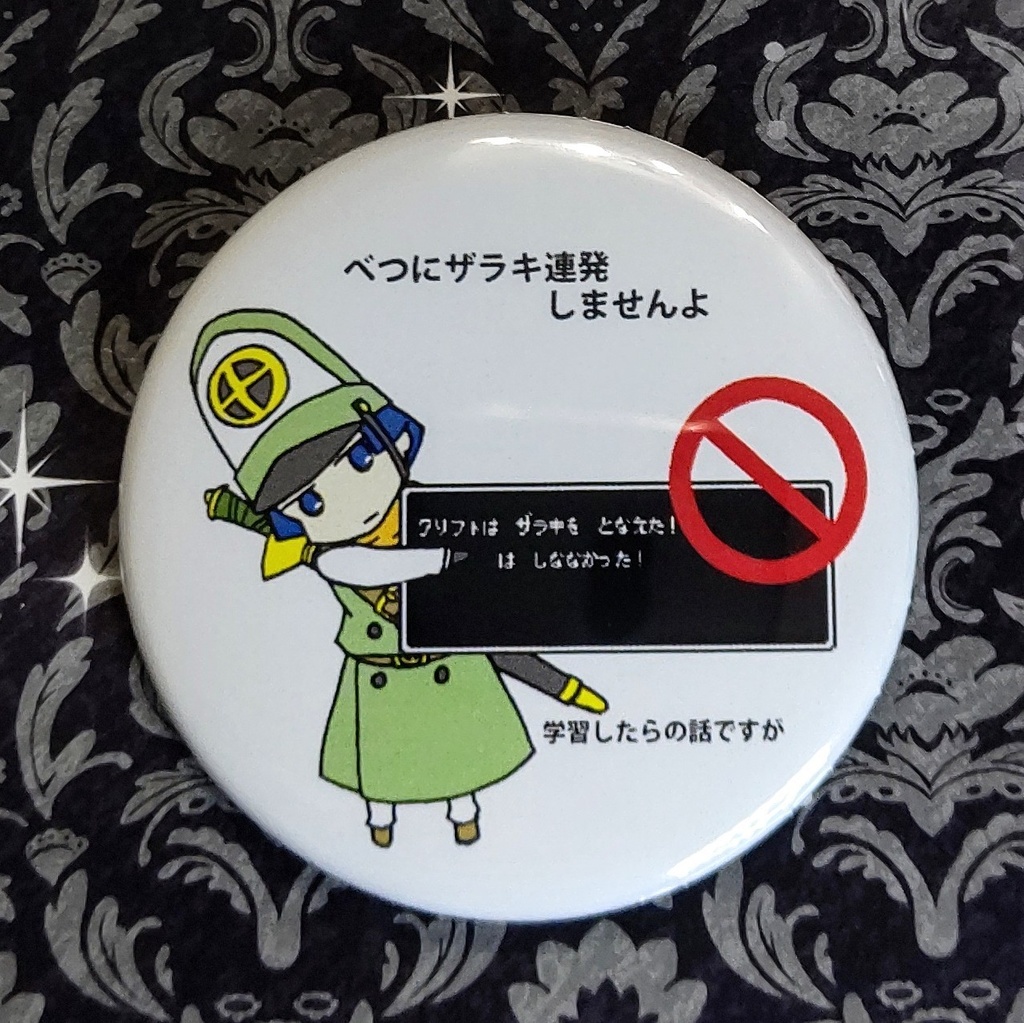 べつにザラキ連発
しませんよ
クリフトは ザラキを となえた!
は しななかった!
学習したらの話ですが